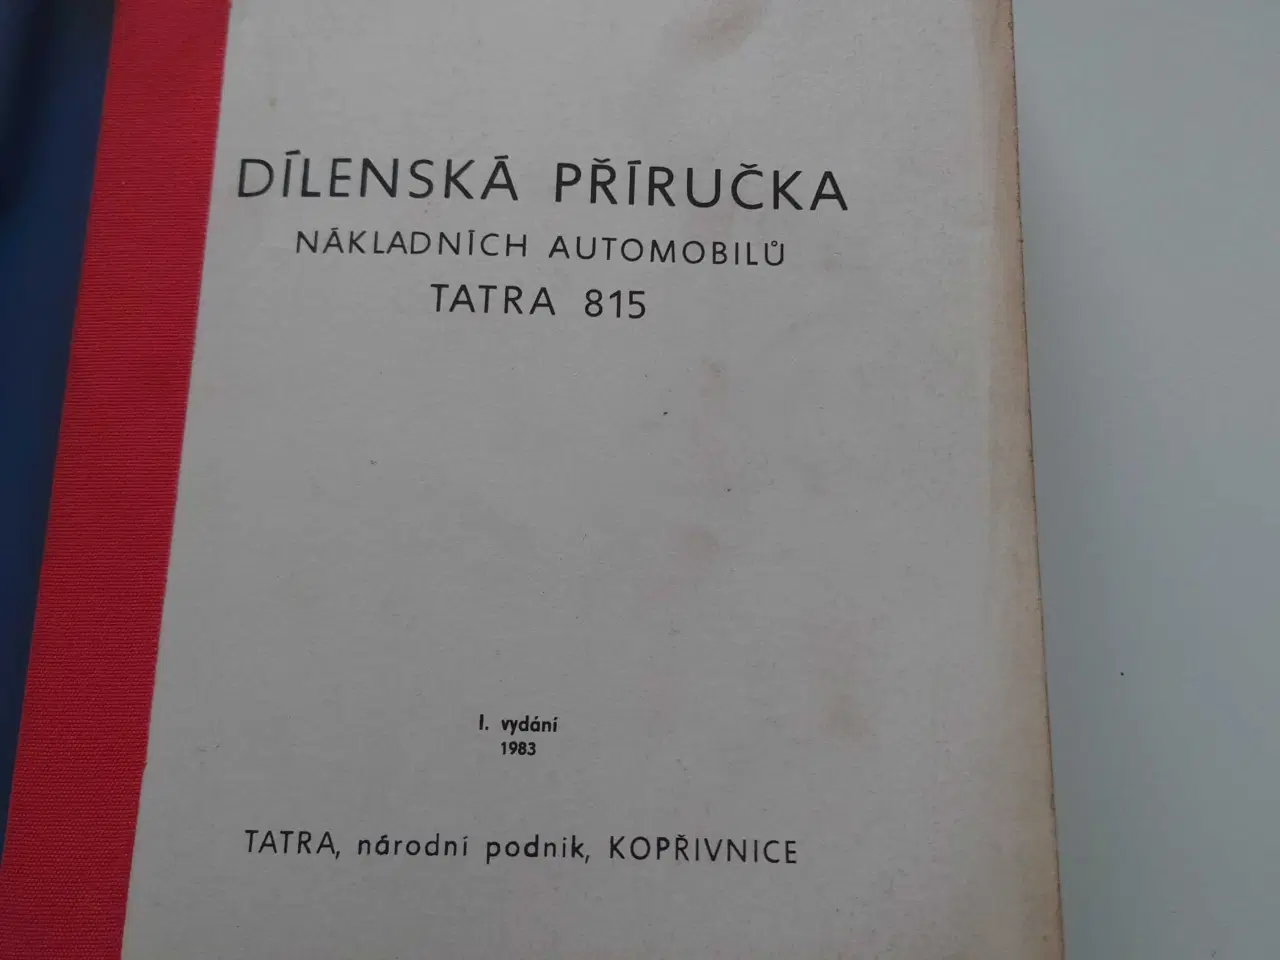 DÍLENSKÁ PŘÍRUČKA
NÁKLADNÍCH AUTOMOBILŮ
TATRA 815
I. vydání
1983
TATRA, národní podnik, KOPŘIVNICE